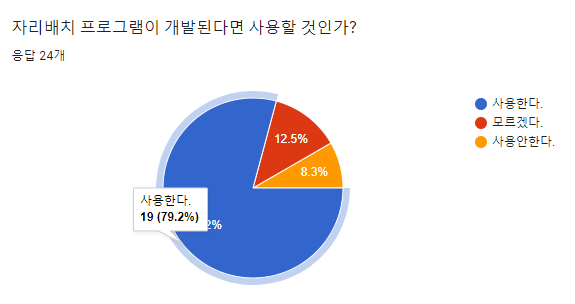 자리배치 프로그램이 개발된다면 사용할 것인가?
응답 24개
사용한다.
모르겠다.
사용안한다.
12.5%
8.3%
사용한다.
19 (79.2%)
2%